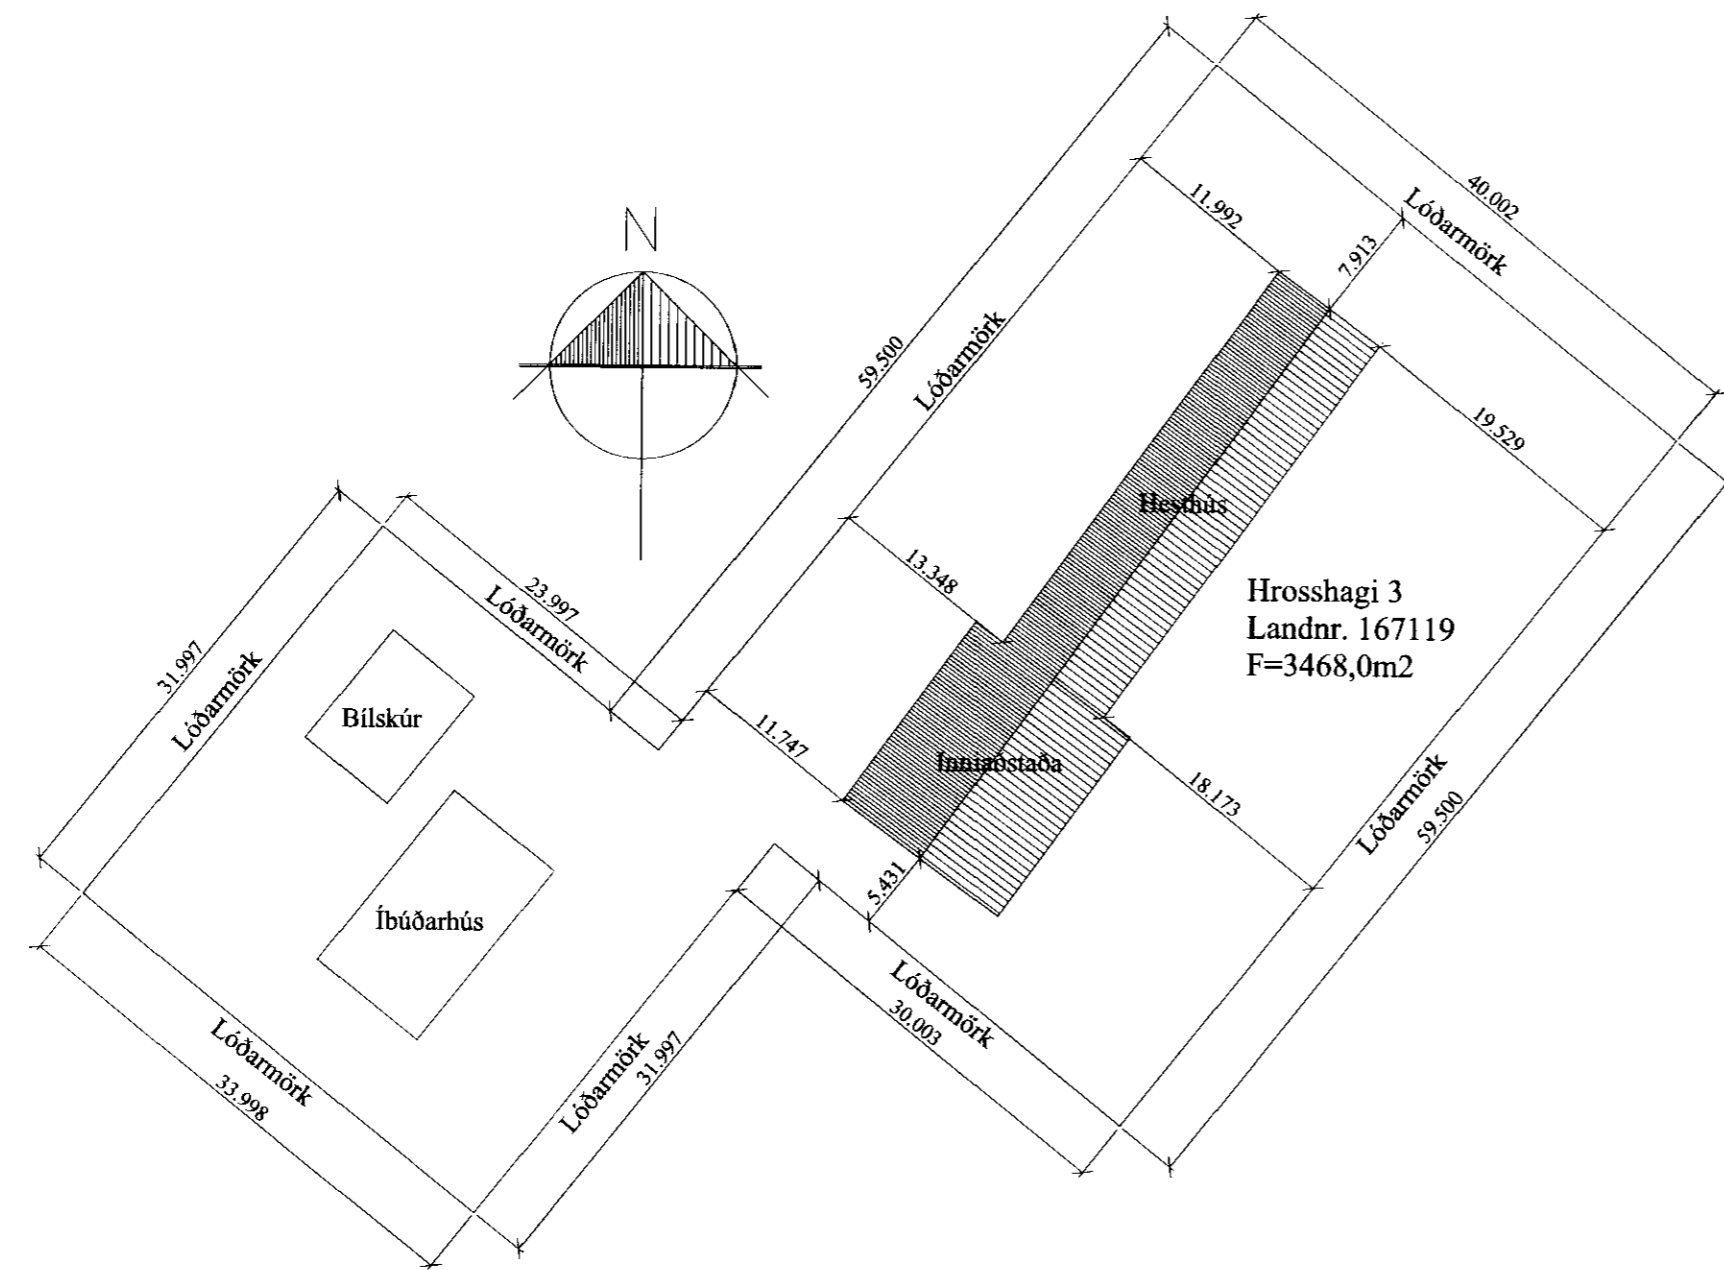 40.002
Lóðarmörk
11.992
7.913
N
59.500
Lóðarmörk
19.529
Hesthús
13.348
23.997
Lóðarmörk
Hrosshagi 3
Landnr. 167119
F=3468,0m2
31.997
Lóðarmörk
Bílskúr
11.747
Inniaðstaða
18.173
Lóðarmörk
59.500
5.431
Íbúðarhús
Lóðarmörk
30.003
Lóðarmörk
33.998
Lóðarmörk
31.997